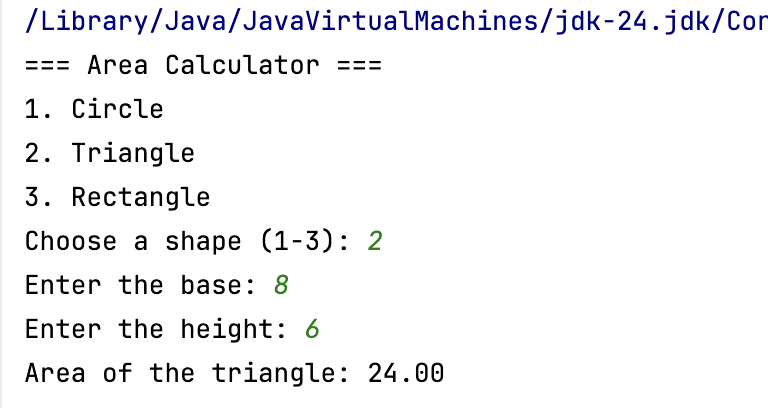 /Library/Java/JavaVirtualMachines/jdk-24.jdk/Con
=== Area Calculator ===
1. Circle
2. Triangle
3. Rectangle
Choose a shape (1-3): 2
Enter the base: 8
Enter the height: 6
Area of the triangle: 24.00